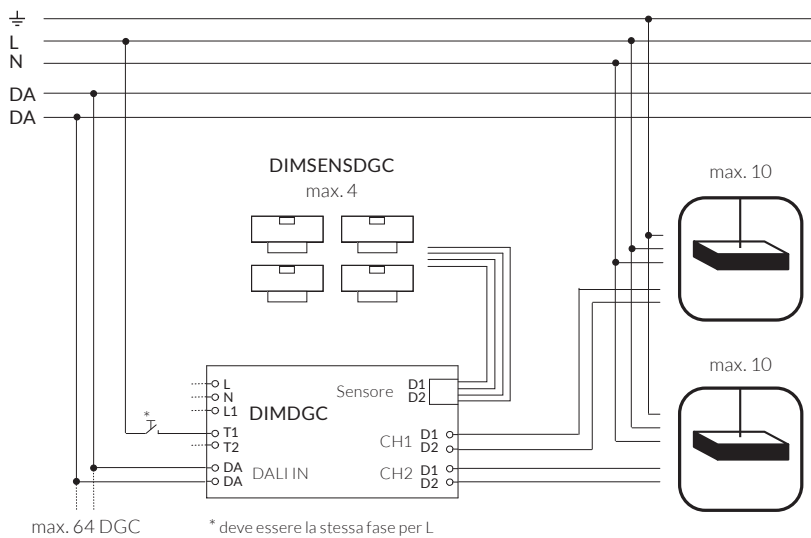 L
N
DA
DA
DIMSENSDGC
max. 4
max. 10
max. 10
L
N
L1
*
T1
T2
DA
DA
DIMDGC
DALI IN
Sensore
D1
D2
CH1
D1
D2
CH2
D1
D2
max. 64 DGC
* deve essere la stessa fase per L